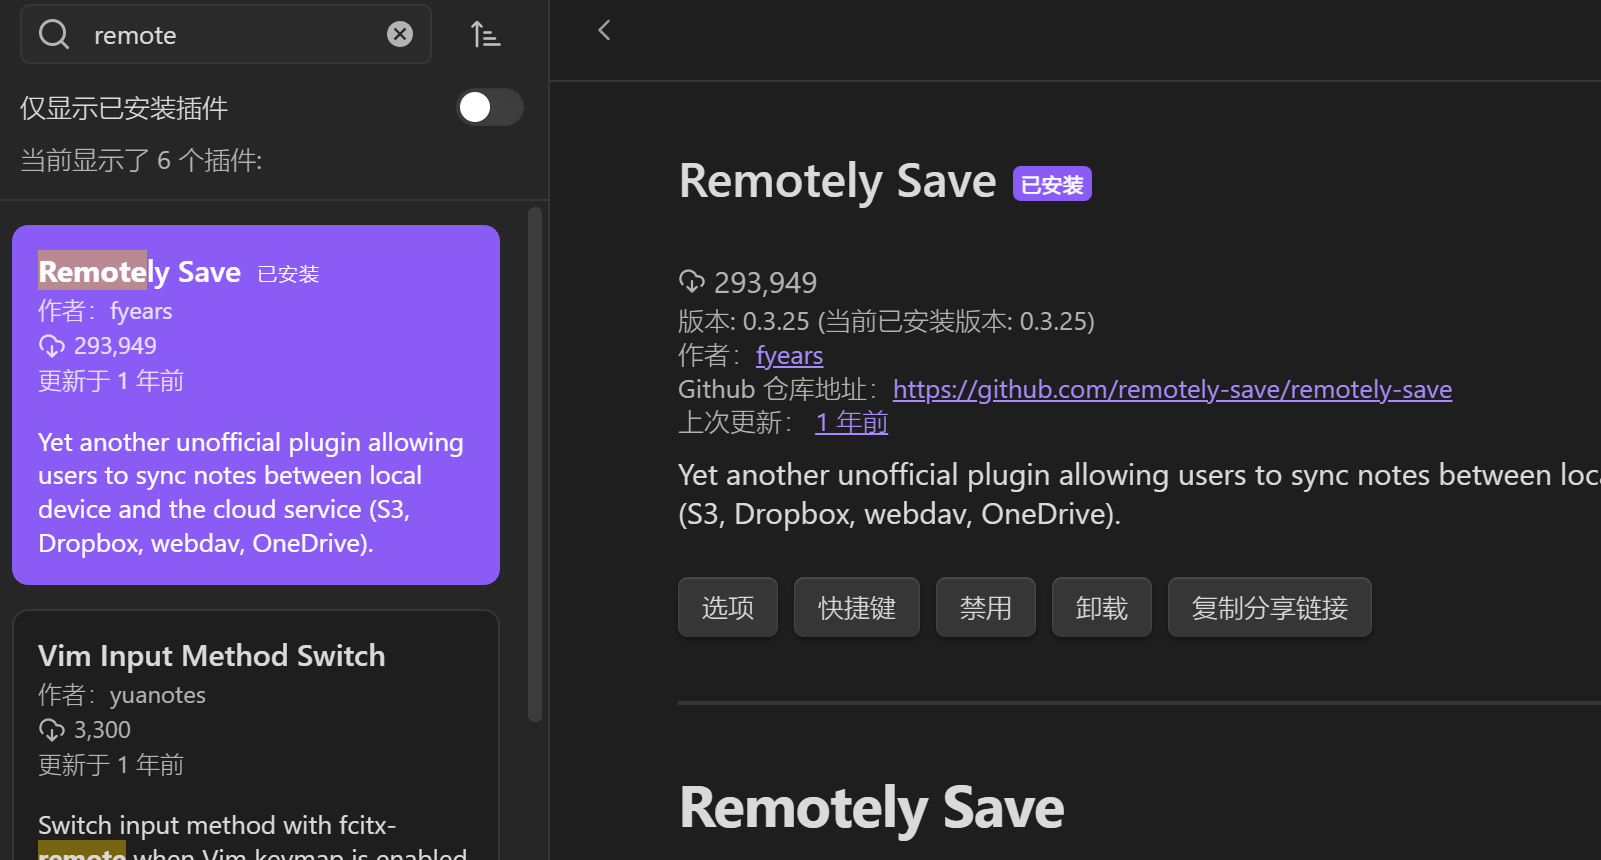 remote
仅显示已安装插件
当前显示了 6 个插件:
Remotely Save 已安装
作者： fyears
293,949
更新于 1 年前
Yet another unofficial plugin allowing
users to sync notes between local
device and the cloud service (S3,
Dropbox, webdav, OneDrive).
Vim Input Method Switch
作者： yuanotes
3,300
更新于 1 年前
Switch input method with fcitx-
remote when Vim keymap is enabled
Remotely Save 已安装
293,949
版本: 0.3.25 (当前已安装版本: 0.3.25)
作者： fyears
Github 仓库地址： https://github.com/remotely-save/remotely-save
上次更新： 1 年前
Yet another unofficial plugin allowing users to sync notes between loc
(S3, Dropbox, webdav, OneDrive).
选项 快捷键 禁用 卸载 复制分享链接
Remotely Save